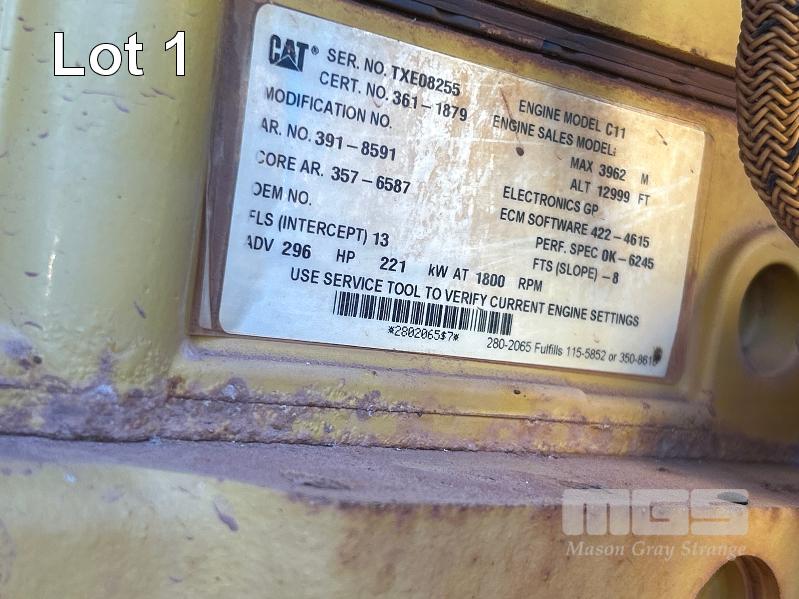 Lot 1
CAT® SER. NO. TXE08255
CERT. NO. 361-1879
MODIFICATION NO.
AR. NO. 391-8591
CORE AR. 357-6587
OEM NO.
FLS (INTERCEPT) 13
ADV 296 HP 221 kW AT 1800 RPM
ENGINE MODEL C11
ENGINE SALES MODEL:
MAX 3962 M
ALT 12999 FT
ELECTRONICS GP
ECM SOFTWARE 422-4615
PERF. SPEC 0K-6245
FTS (SLOPE) -8
USE SERVICE TOOL TO VERIFY CURRENT ENGINE SETTINGS
*2802065$7*
280-2065 Fulfills 115-5852 or
MGS
Mason Gray Strange